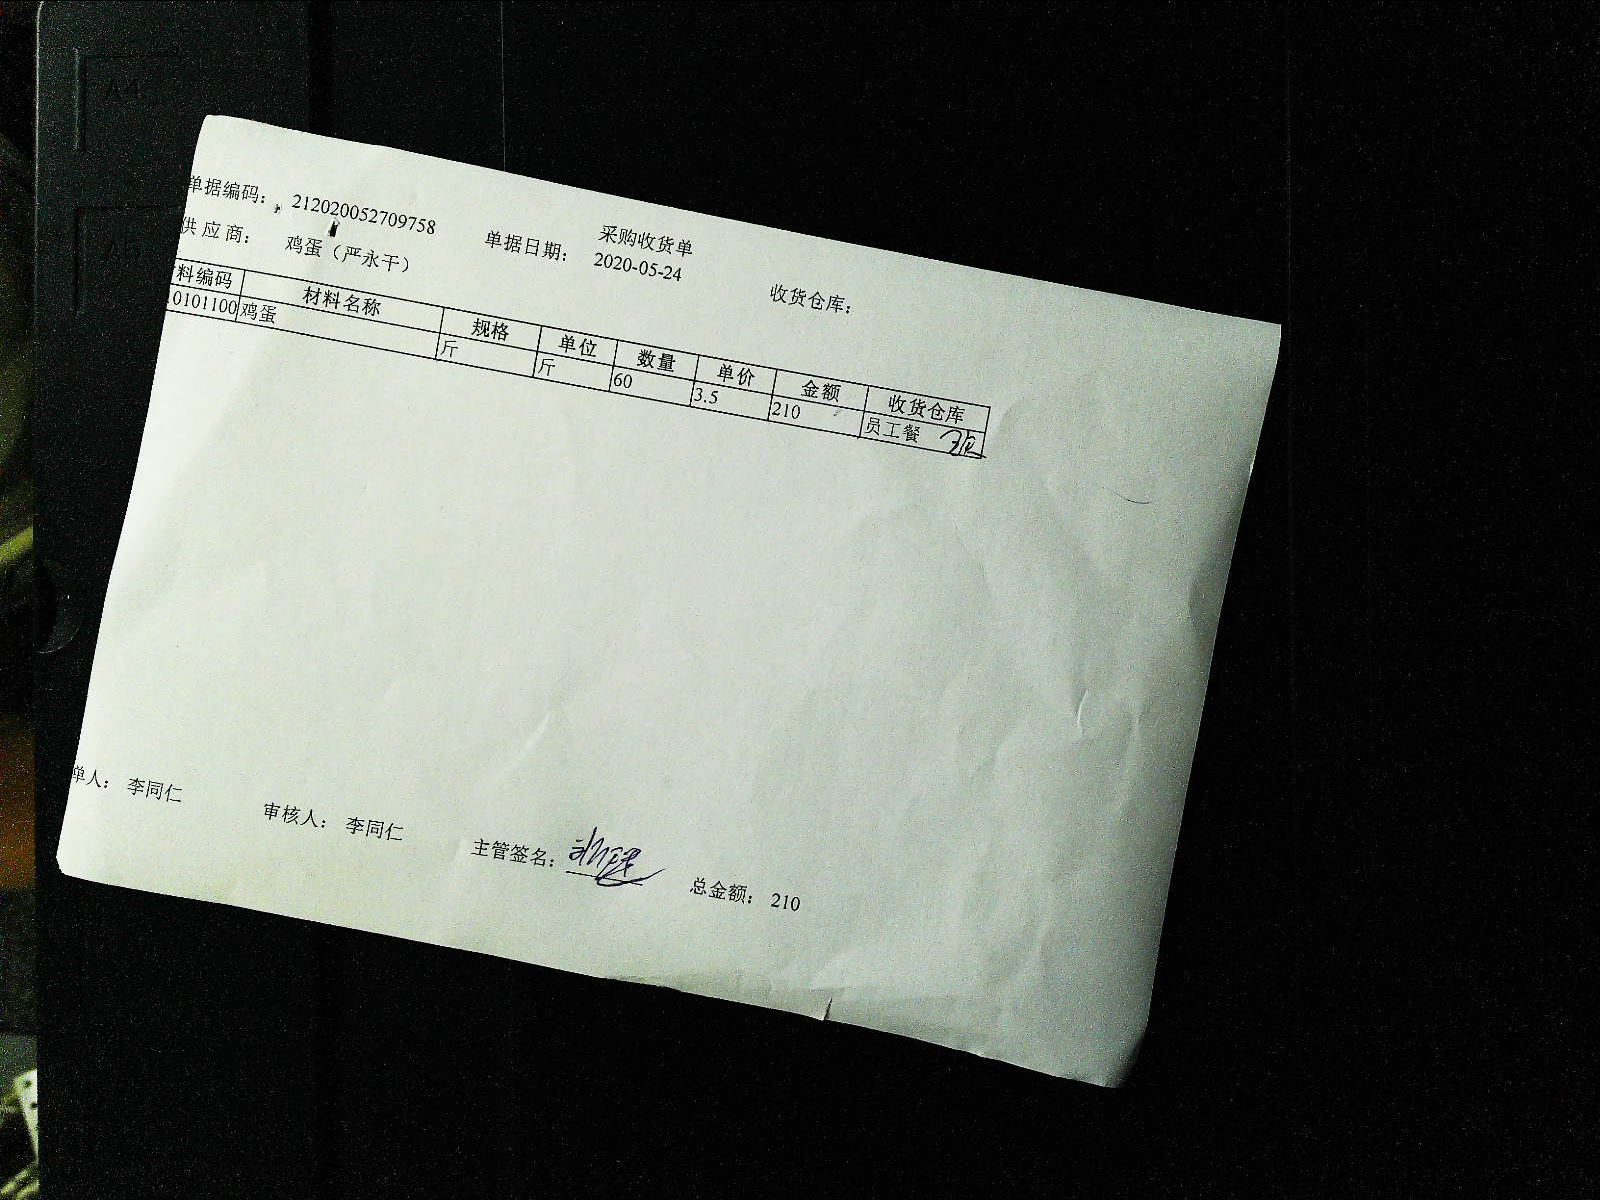 采购收货单
单据编码： 212020052709758 单据日期： 2020-05-24 收货仓库：
供应商： 鸡蛋（严永干）
料编码 材料名称 规格 单位 数量 单价 金额 收货仓库
0101100 鸡蛋 斤 斤 60 3.5 210 员工餐
单人： 李同仁 审核人： 李同仁 主管签名： 总金额： 210